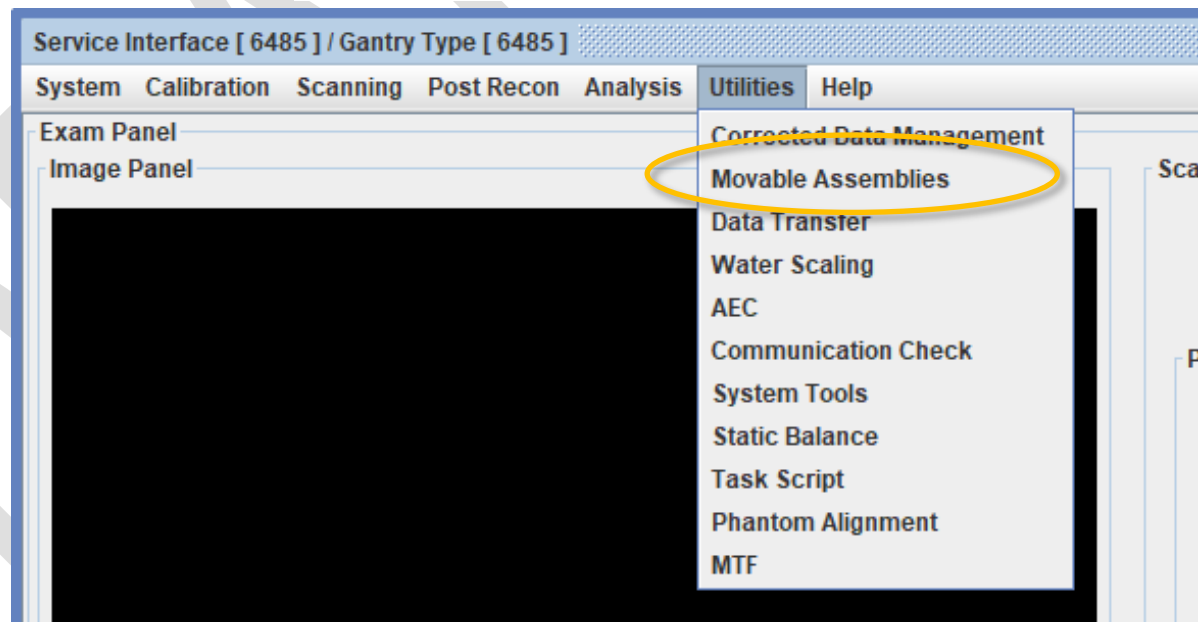 Service Interface [ 6485 ] / Gantry Type [ 6485 ]
System Calibration Scanning Post Recon Analysis Utilities Help
Exam Panel
Image Panel
Corrected Data Management
Movable Assemblies
Data Transfer
Water Scaling
AEC
Communication Check
System Tools
Static Balance
Task Script
Phantom Alignment
MTF
Sca
P